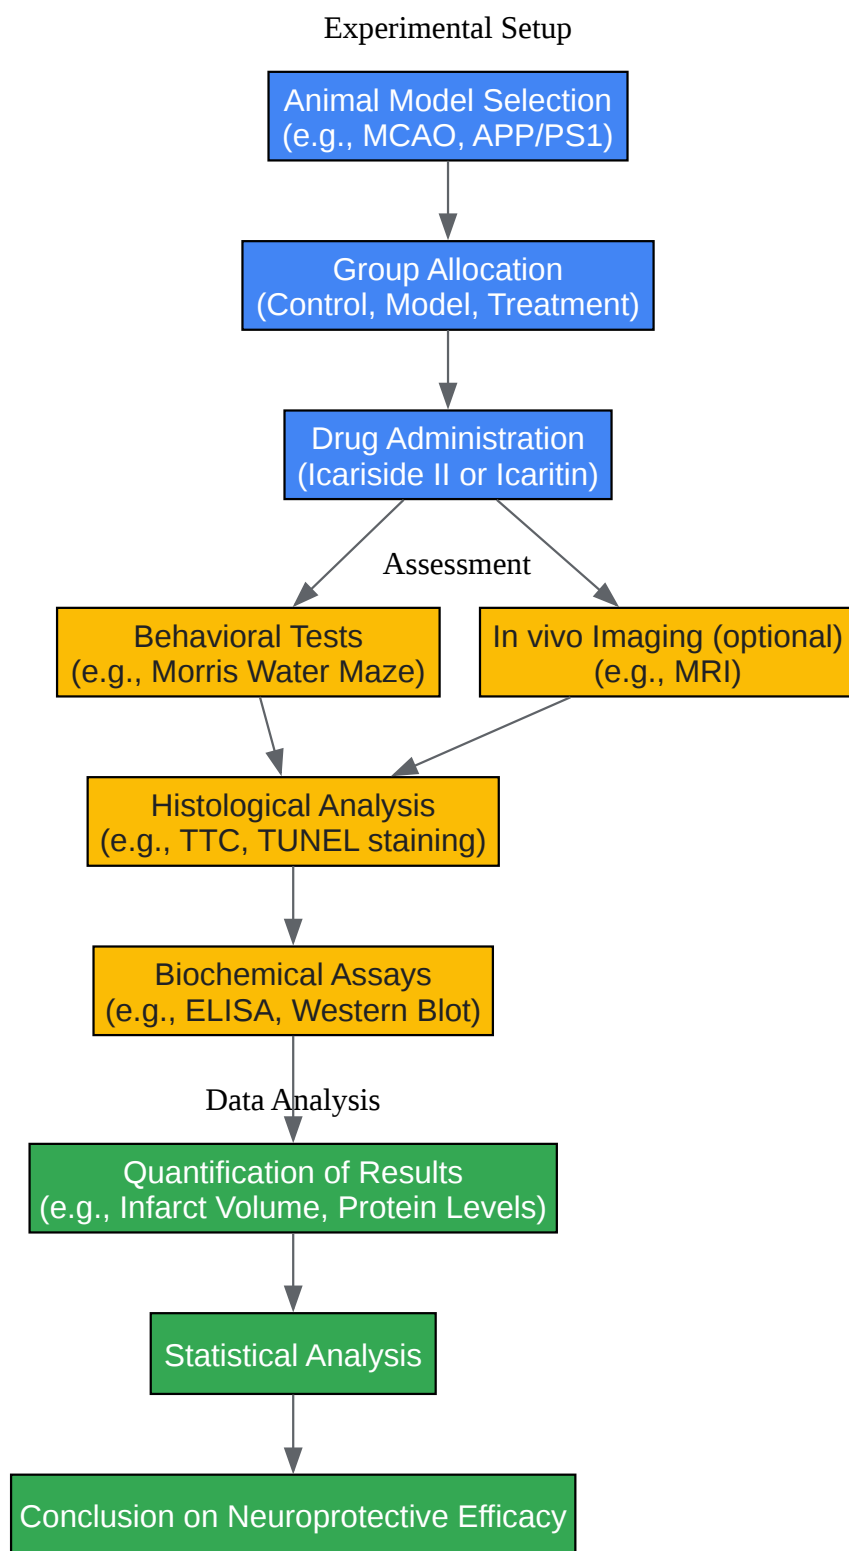 Experimental Setup
Animal Model Selection
(e.g., MCAO, APP/PS1)
Group Allocation
(Control, Model, Treatment)
Drug Administration
(Icariside II or Icaritin)
Assessment
Behavioral Tests
(e.g., Morris Water Maze)
In vivo Imaging (optional)
(e.g., MRI)
Histological Analysis
(e.g., TTC, TUNEL staining)
Biochemical Assays
(e.g., ELISA, Western Blot)
Data Analysis
Quantification of Results
(e.g., Infarct Volume, Protein Levels)
Statistical Analysis
Conclusion on Neuroprotective Efficacy